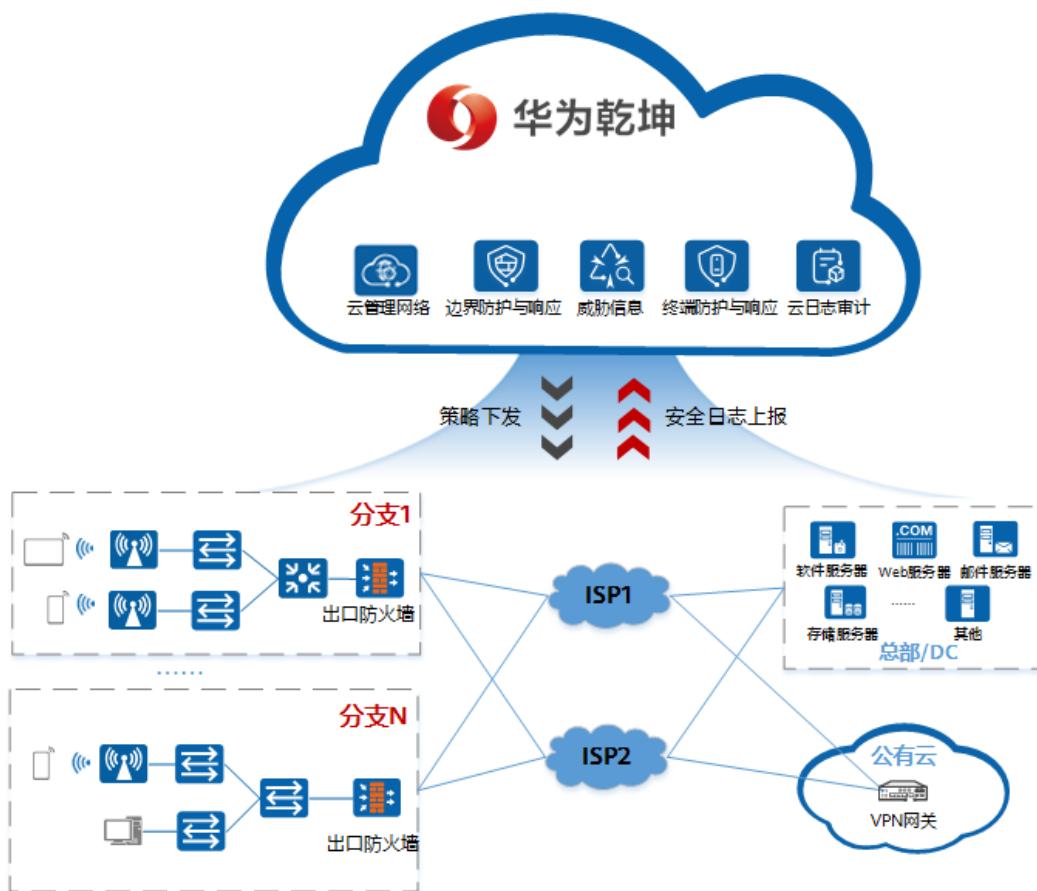 华为乾坤
云管理网络 边界防护与响应 威胁信息 终端防护与响应 云日志审计
策略下发
安全日志上报
分支1
出口防火墙
......
分支N
出口防火墙
ISP1
ISP2
.COM
软件服务器 Web服务器 邮件服务器
......
存储服务器 其他
总部/DC
公有云
VPN网关